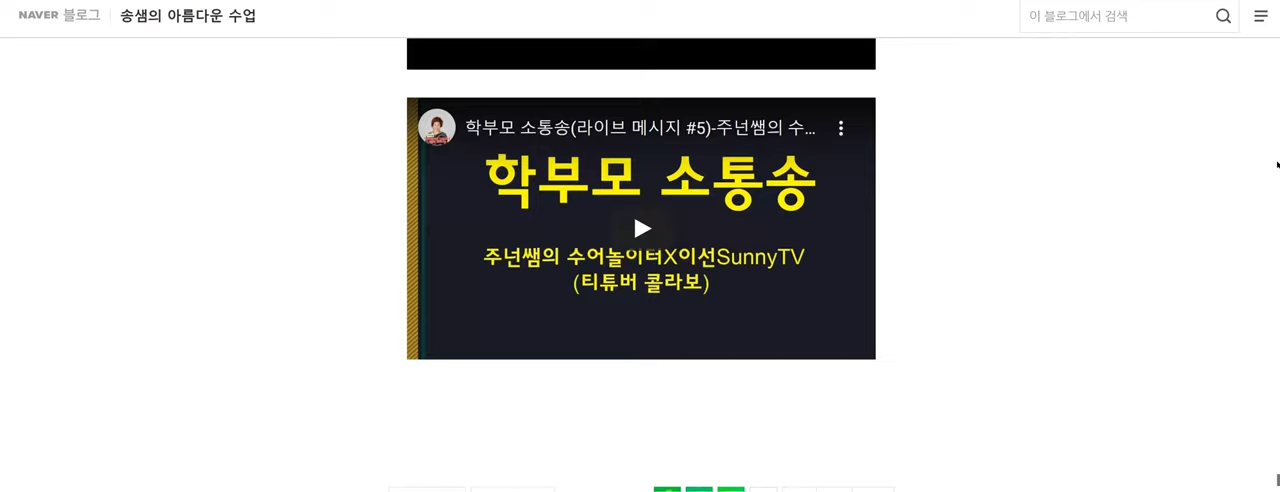 NAVER 블로그 송샘의 아름다운 수업
이 블로그에서 검색
학부모 소통송(라이브 메시지 #5)-주넌쌤의 수...
학부모 소통송
주넌쌤의 수어놀이터X이선SunnyTV
(티튜버 콜라보)